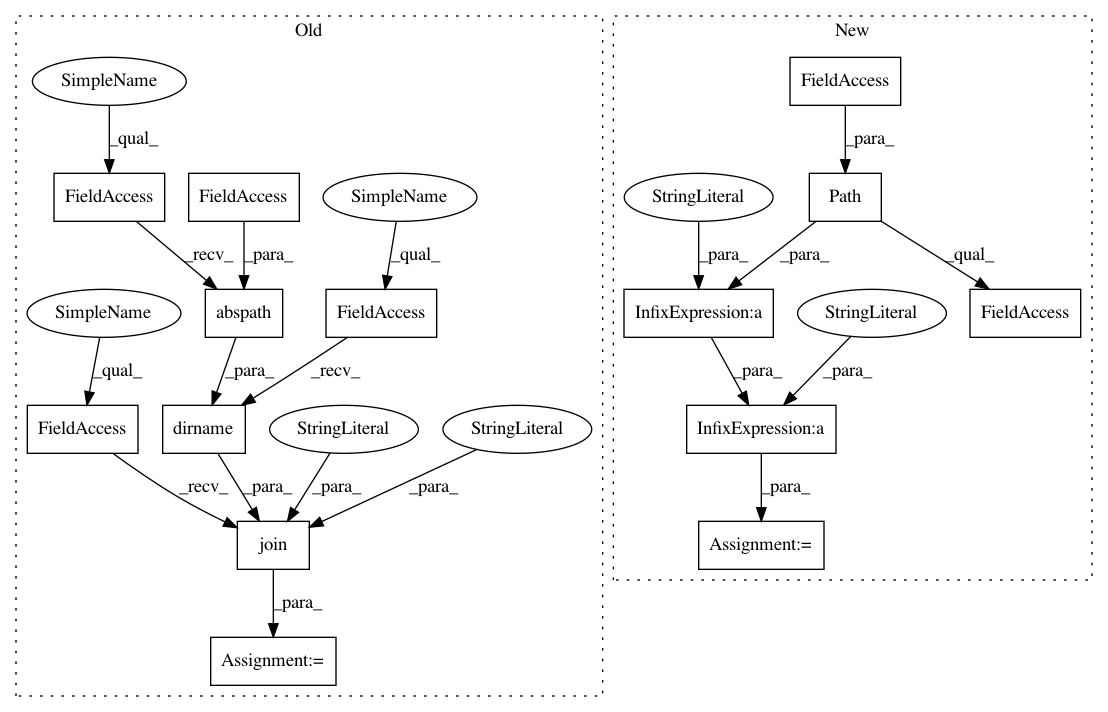 Old
New
SimpleName
FieldAccess
_qual_
_para_
FieldAccess
FieldAccess
SimpleName
StringLiteral
Path
_recv_
_para_
_qual_
_para_
_para_
_qual_
SimpleName
abspath
FieldAccess
InfixExpression:a
StringLiteral
FieldAccess
_qual_
_para_
_recv_
_para_
_para_
FieldAccess
dirname
StringLiteral
StringLiteral
InfixExpression:a
_recv_
_para_
_para_
_para_
_para_
join
Assignment:=
_para_
Assignment:=